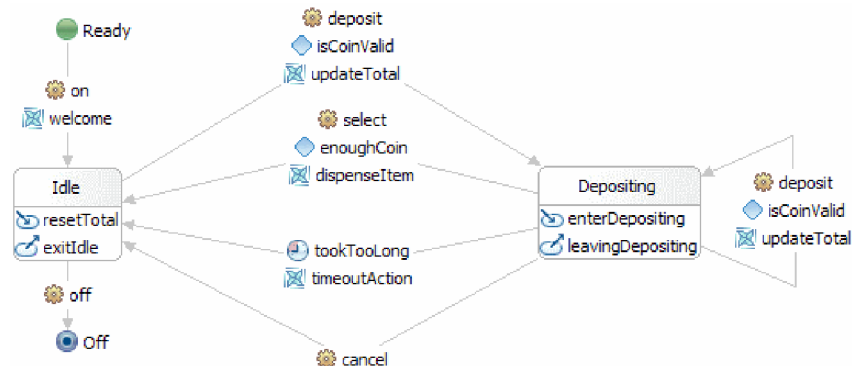 Ready
on
welcome
Idle
resetTotal
exitIdle
off
Off
deposit
isCoinValid
updateTotal
select
enoughCoin
dispenseItem
tookTooLong
timeoutAction
cancel
Depositing
enterDepositing
leavingDepositing
deposit
isCoinValid
updateTotal